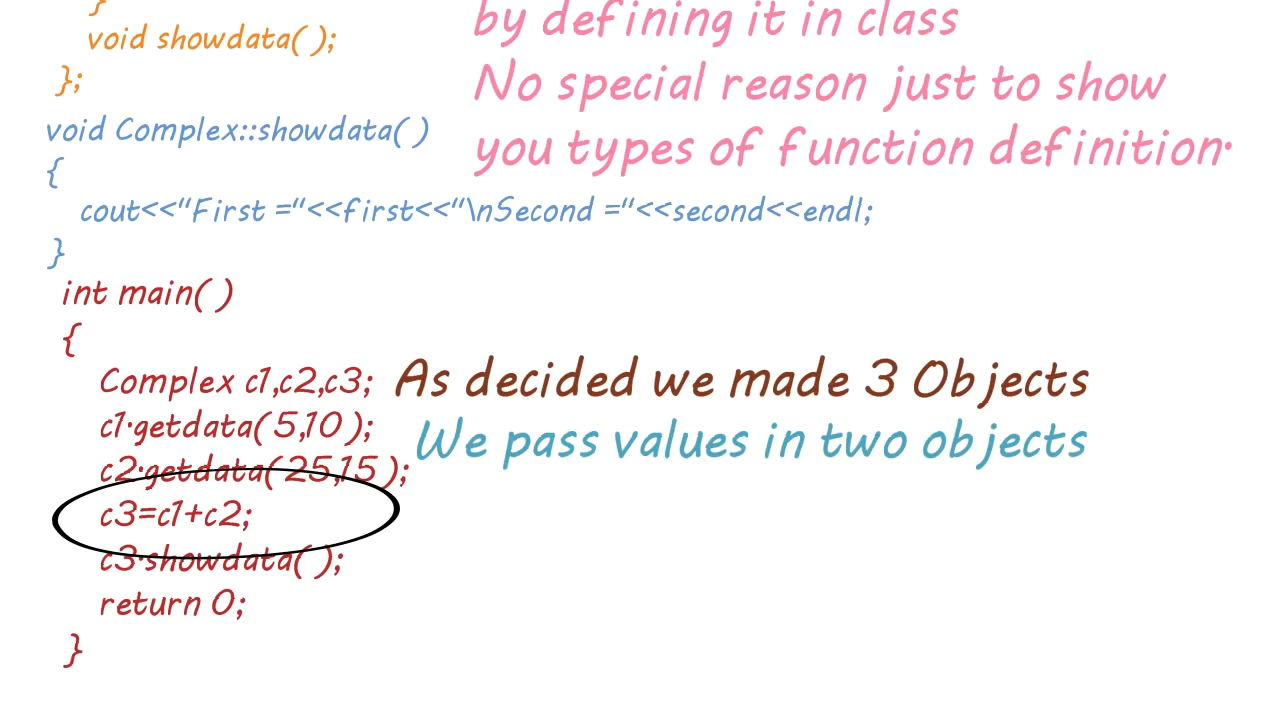 }
by defining it in class
void showdata( );
No special reason just to show
};
void Complex::showdata( )
you types of function definition.
{
cout<<"First ="<<first<<"\nSecond ="<<second<<endl;
}
int main( )
{
Complex c1,c2,c3;
As decided we made 3 Objects
c1.getdata( 5,10 );
We pass values in two objects
c2.getdata( 25,15 );
c3=c1+c2;
c3.showdata( );
return 0;
}